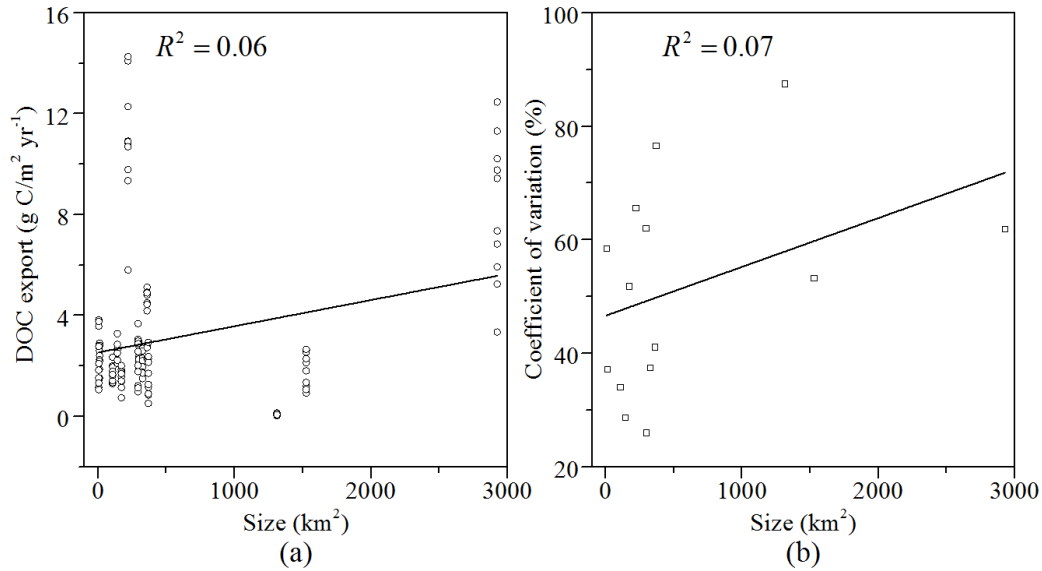 R² = 0.06
16
12
8
4
0
DOC export (g C/m² yr⁻¹)
0 1000 2000 3000
Size (km²)
(a)
R² = 0.07
100
80
60
40
20
Coefficient of variation (%)
0 1000 2000 3000
Size (km²)
(b)